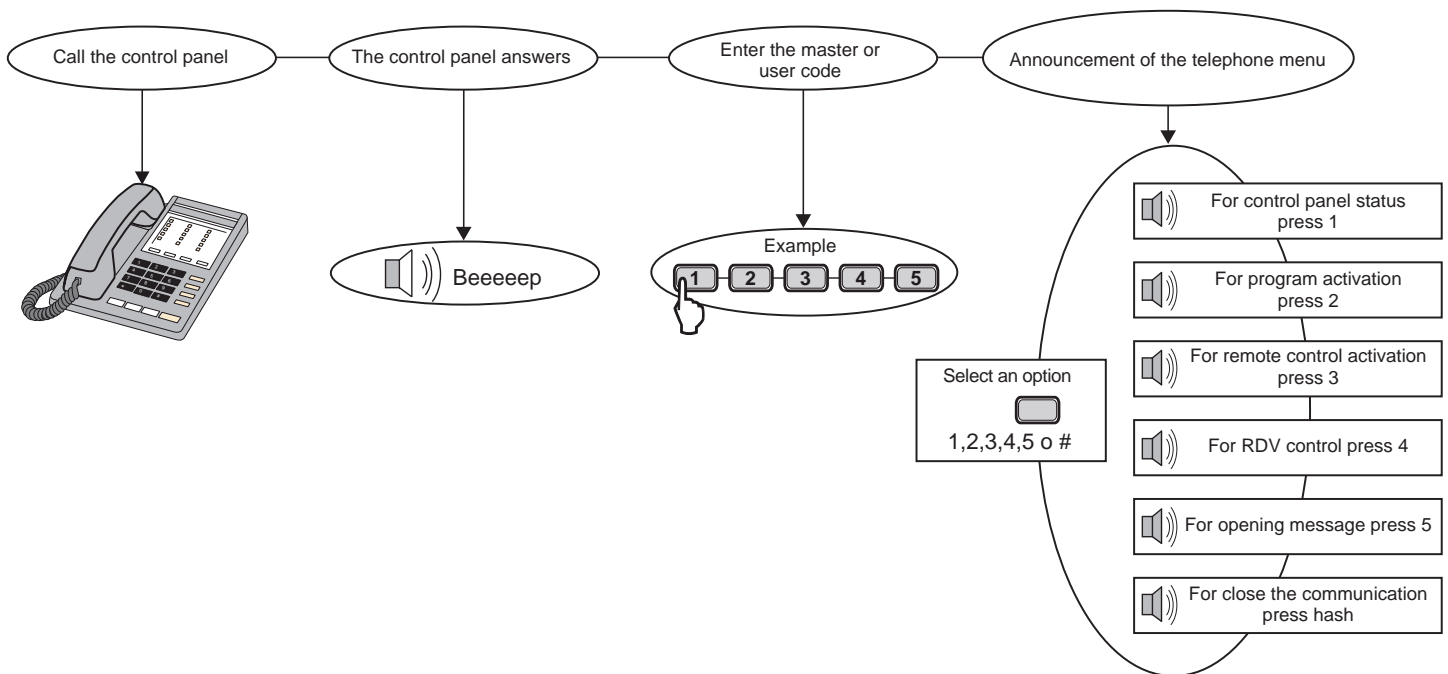 Call the control panel
The control panel answers
Enter the master or
user code
Announcement of the telephone menu
Beeeeep
Example
1 2 3 4 5
Select an option
1,2,3,4,5 o #
For control panel status
press 1
For program activation
press 2
For remote control activation
press 3
For RDV control press 4
For opening message press 5
For close the communication
press hash